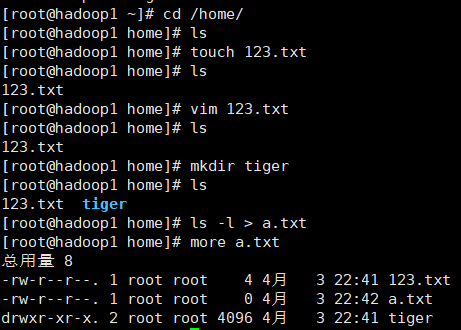 [root@hadoop1 ~]# cd /home/
[root@hadoop1 home]# ls
[root@hadoop1 home]# touch 123.txt
[root@hadoop1 home]# ls
123.txt
[root@hadoop1 home]# vim 123.txt
[root@hadoop1 home]# ls
123.txt
[root@hadoop1 home]# mkdir tiger
[root@hadoop1 home]# ls
123.txt  tiger
[root@hadoop1 home]# ls -l > a.txt
[root@hadoop1 home]# more a.txt
总用量 8
-rw-r--r--. 1 root root    4 4月   3 22:41 123.txt
-rw-r--r--. 1 root root    0 4月   3 22:42 a.txt
drwxr-xr-x. 2 root root 4096 4月   3 22:41 tiger